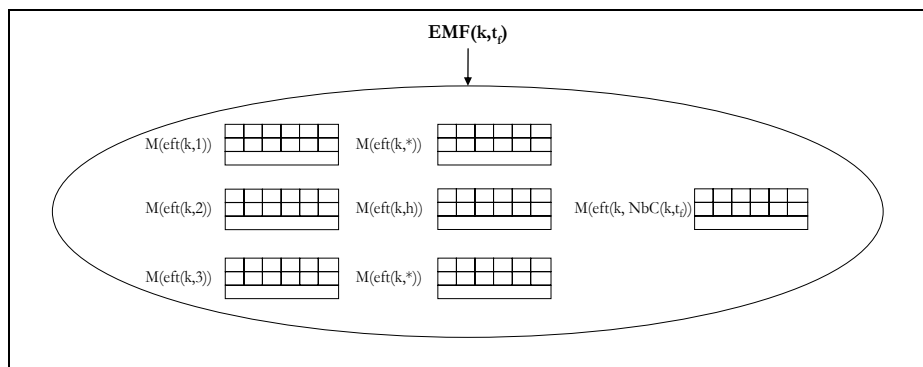 EMF(k,t_f)
M(eft(k,1)) M(eft(k,*))
M(eft(k,2)) M(eft(k,h)) M(eft(k, NbC(k,t_f))
M(eft(k,3)) M(eft(k,*))